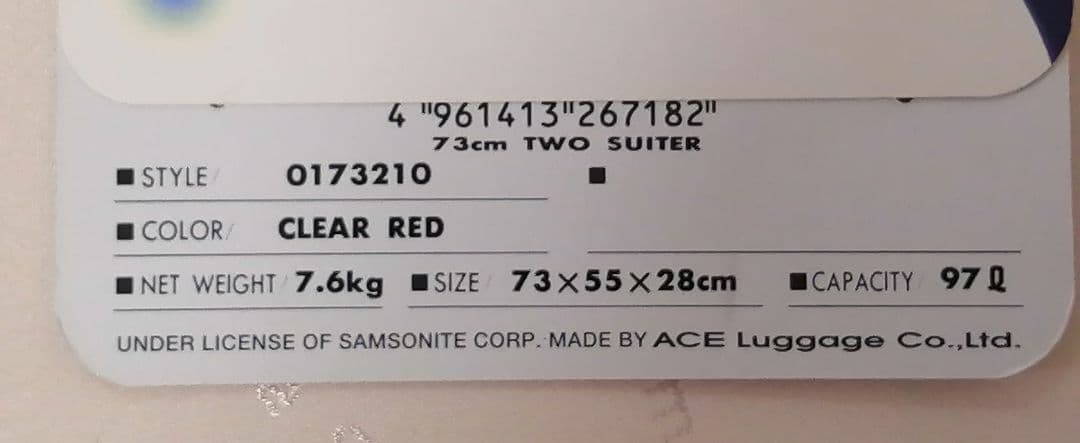 4 "961413"267182"
73cm TWO SUITER
■ STYLE/ 0173210 ■
■ COLOR/ CLEAR RED
■ NET WEIGHT/ 7.6kg ■ SIZE/ 73×55×28cm ■ CAPACITY/ 97ℓ
UNDER LICENSE OF SAMSONITE CORP. MADE BY ACE Luggage Co.,Ltd.